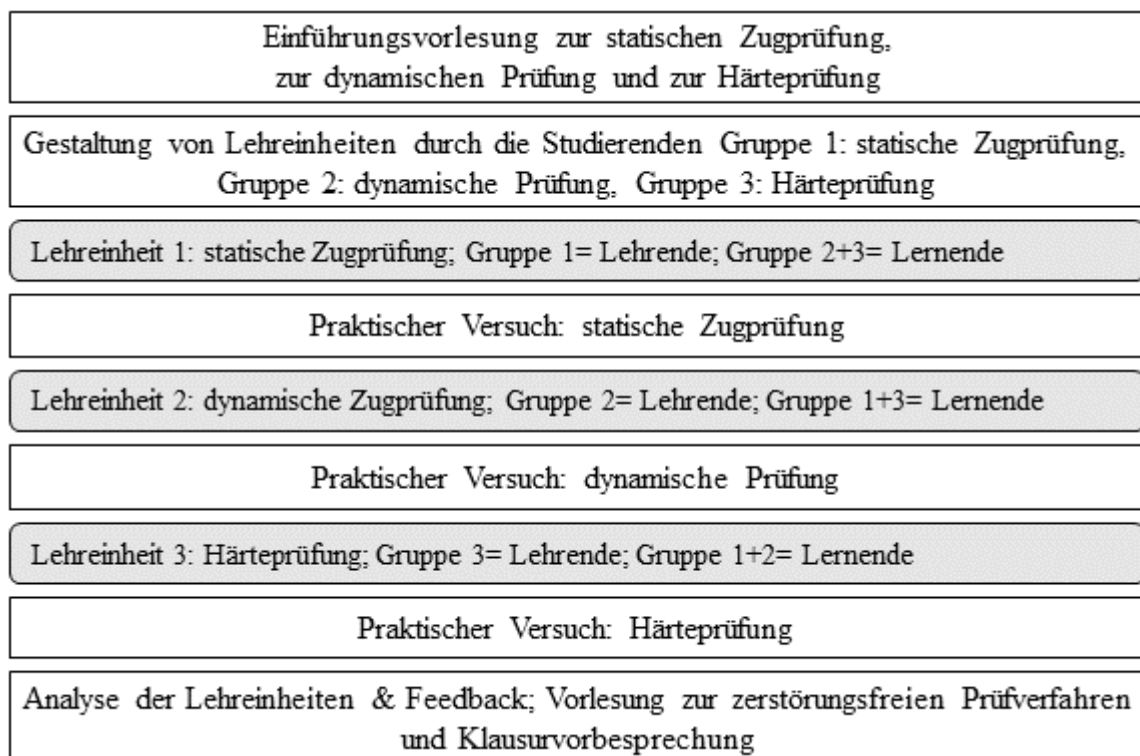 Einführungsvorlesung zur statischen Zugprüfung,
zur dynamischen Prüfung und zur Härteprüfung
Gestaltung von Lehreinheiten durch die Studierenden Gruppe 1: statische Zugprüfung,
Gruppe 2: dynamische Prüfung, Gruppe 3: Härteprüfung
Lehreinheit 1: statische Zugprüfung; Gruppe 1= Lehrende; Gruppe 2+3= Lernende
Praktischer Versuch: statische Zugprüfung
Lehreinheit 2: dynamische Zugprüfung; Gruppe 2= Lehrende; Gruppe 1+3= Lernende
Praktischer Versuch: dynamische Prüfung
Lehreinheit 3: Härteprüfung; Gruppe 3= Lehrende; Gruppe 1+2= Lernende
Praktischer Versuch: Härteprüfung
Analyse der Lehreinheiten & Feedback; Vorlesung zur zerstörungsfreien Prüfverfahren
und Klausurvorbesprechung